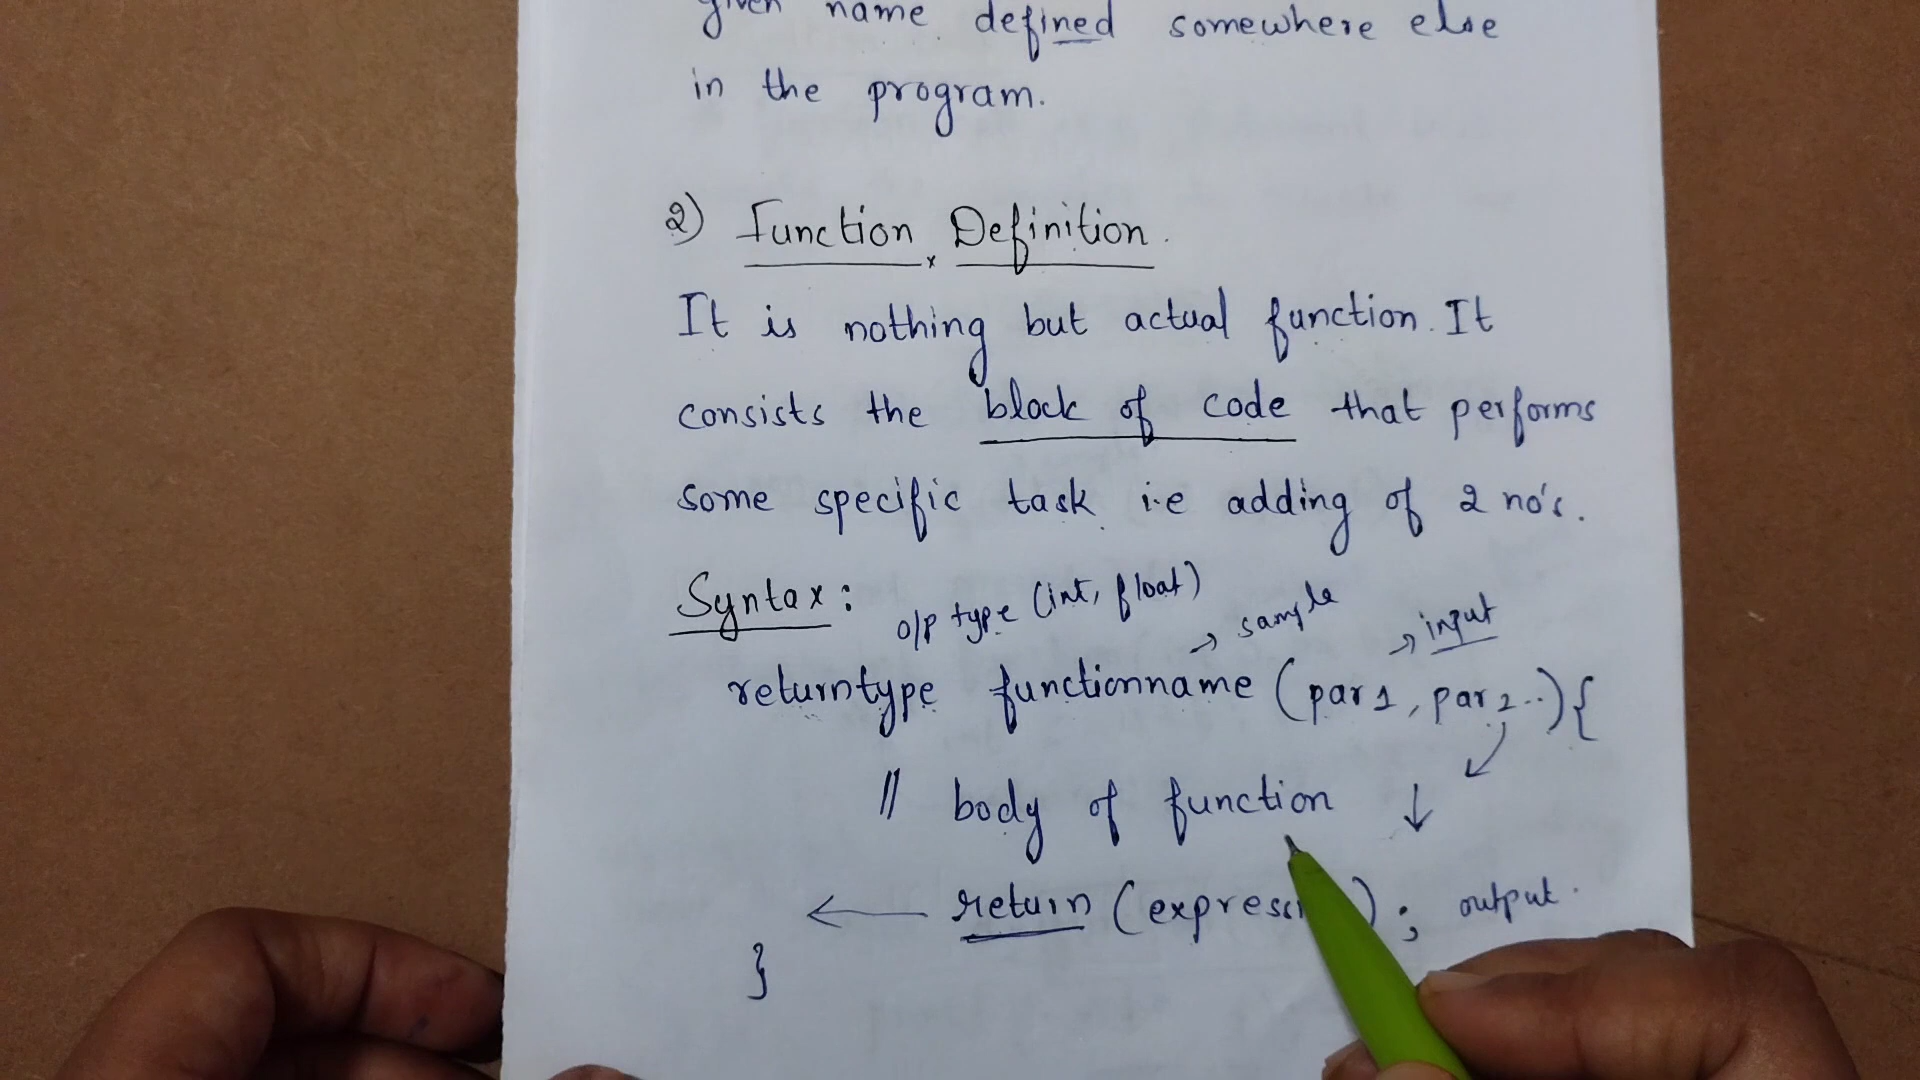 given name defined somewhere else
in the program.
2) Function Definition.
It is nothing but actual function. It
consists the block of code that performs
some specific task i.e adding of 2 no's.
Syntax:
o/p type (int, float) → sample → input
returntype functionname (par1, par2..){
// body of function ↓
← return (express ); output.
}